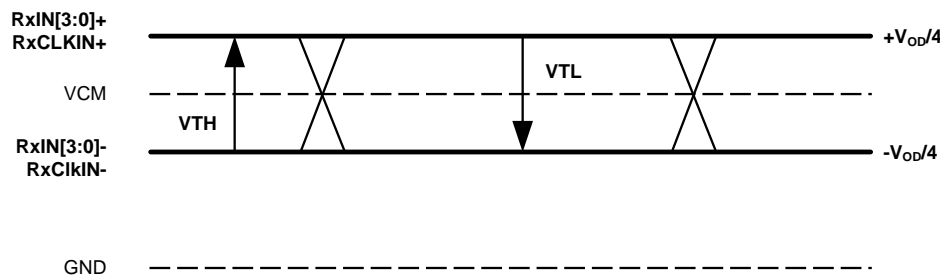 RxIN[3:0]+
RxCLKIN+
+VOD/4
VCM
VTL
VTH
RxIN[3:0]-
RxClkIN-
-VOD/4
GND